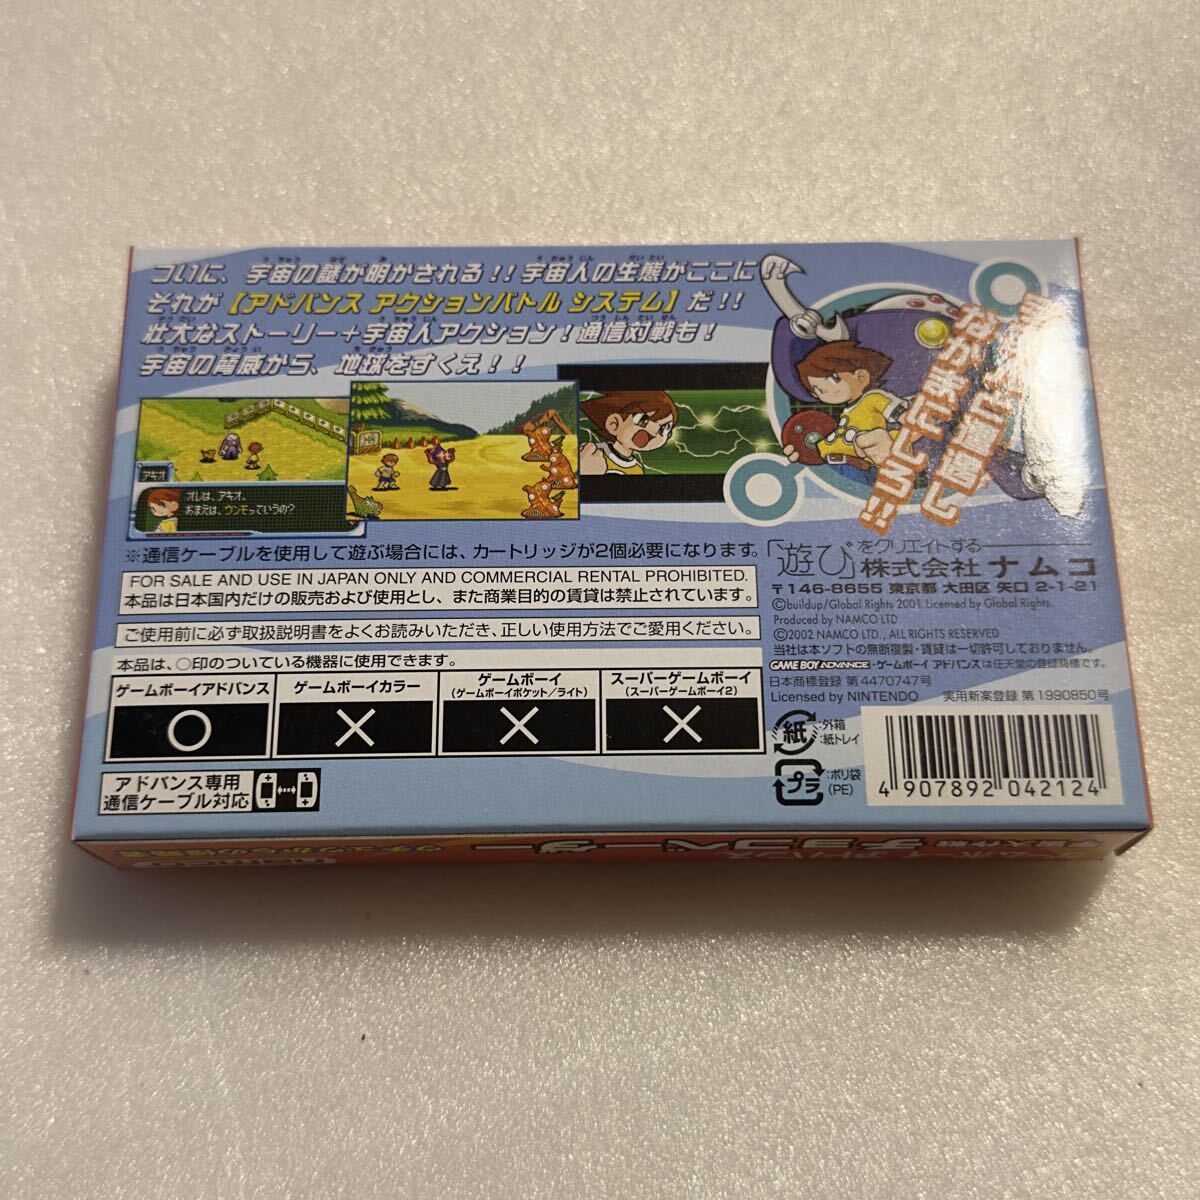 ついに、宇宙の謎が明かされる!! 宇宙人の生態がここに!!
それが【アドバンス アクションバトル システム】だ!!
壮大なストーリー+宇宙人アクション!通信対戦も!
宇宙の脅威から、地球をすくえ!!
アキオ
オレは、アキオ。
おまえは、ウンモっていうの?
なかまにしろ!!
※通信ケーブルを使用して遊ぶ場合には、カートリッジが2個必要になります。
FOR SALE AND USE IN JAPAN ONLY AND COMMERCIAL RENTAL PROHIBITED.
本品は日本国内だけの販売および使用とし、また商業目的の賃貸は禁止されています。
ご使用前に必ず取扱説明書をよくお読みいただき、正しい使用方法でご愛用ください。
本品は、○印のついている機器に使用できます。
ゲームボーイアドバンス
ゲームボーイカラー
ゲームボーイ
(ゲームボーイポケット/ライト)
スーパーゲームボーイ
(スーパーゲームボーイ2)
アドバンス専用
通信ケーブル対応
「遊び」をクリエイトする
株式会社 ナムコ
〒146-8655 東京都 大田区 矢口 2-1-21
©buildup/Global Rights 2001 Licensed by Global Rights.
Produced by NAMCO LTD
©2002 NAMCO LTD., ALL RIGHTS RESERVED
当社は本ソフトの無断複製・賃貸は一切許可しておりません。
GAME BOY ADVANCE・ゲームボーイ アドバンスは任天堂の登録商標です。
日本商標登録 第4470747号
Licensed by NINTENDO 実用新案登録 第1990850号
紙 :外箱
:紙トレイ
プラ :ポリ袋
(PE)
4 907892 042124